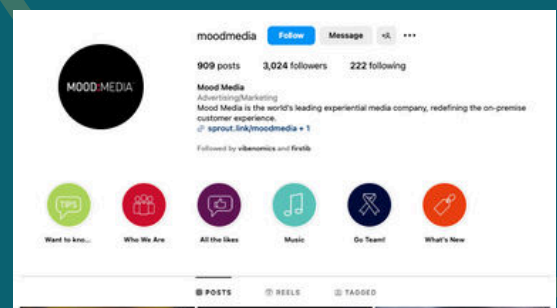 moodmedia Follow Message
909 posts 3,024 followers 222 following
MOOD:MEDIA
Mood Media
Advertising/Marketing
Mood Media is the world's leading experiential media company, redefining the on-premise
customer experience.
sprout.link/moodmedia + 1
Followed by vibenomics and firstib
TIPS
Want to kno... Who We Are All the likes Music Go Team! What's New
POSTS REELS TAGGED